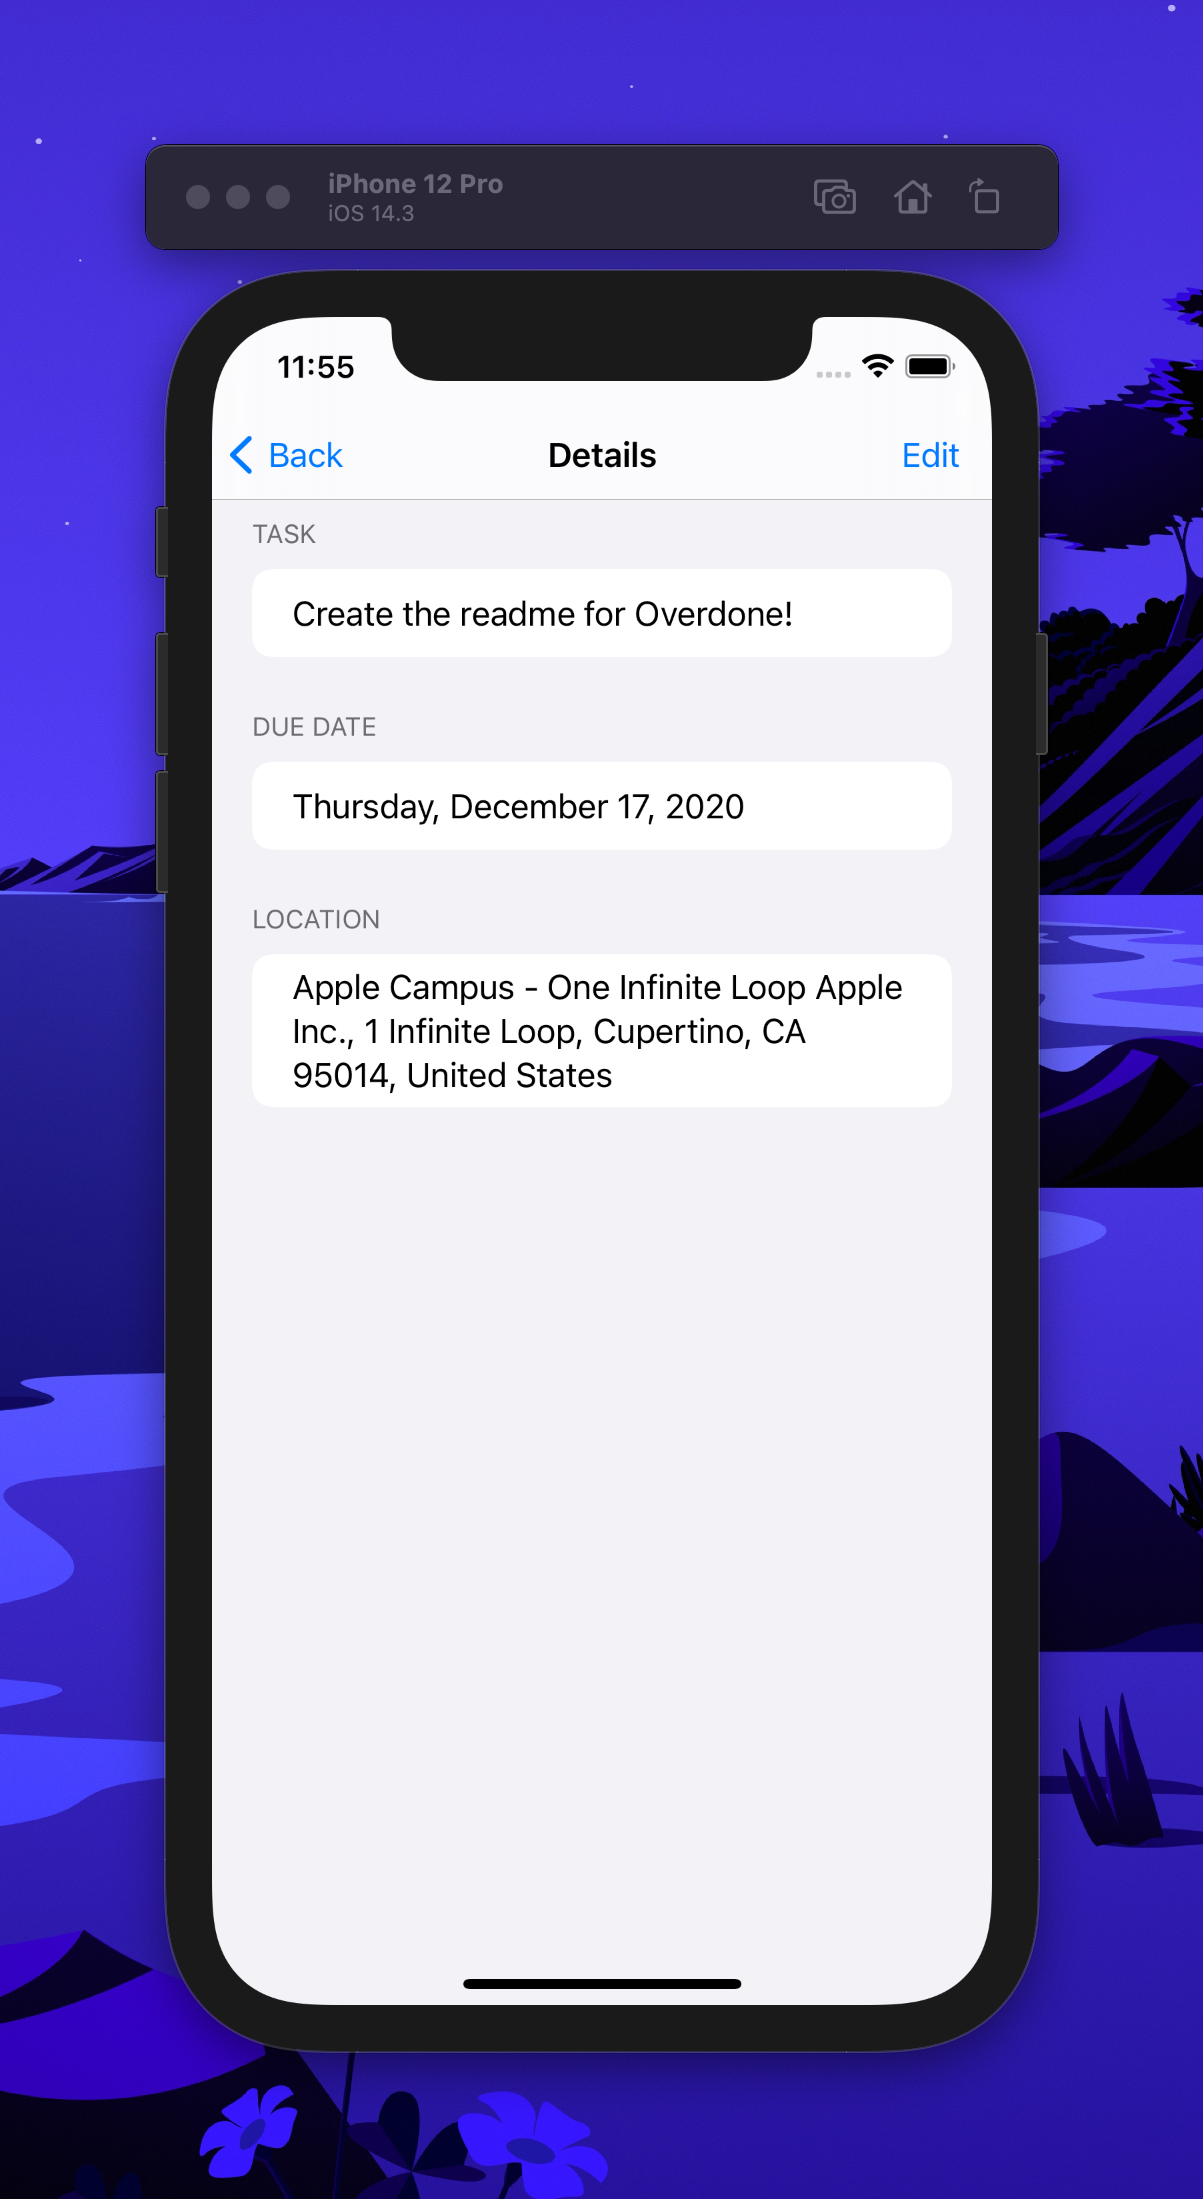 iPhone 12 Pro
iOS 14.3
11:55
Back
Details
Edit
TASK
Create the readme for Overdone!
DUE DATE
Thursday, December 17, 2020
LOCATION
Apple Campus - One Infinite Loop Apple
Inc., 1 Infinite Loop, Cupertino, CA
95014, United States